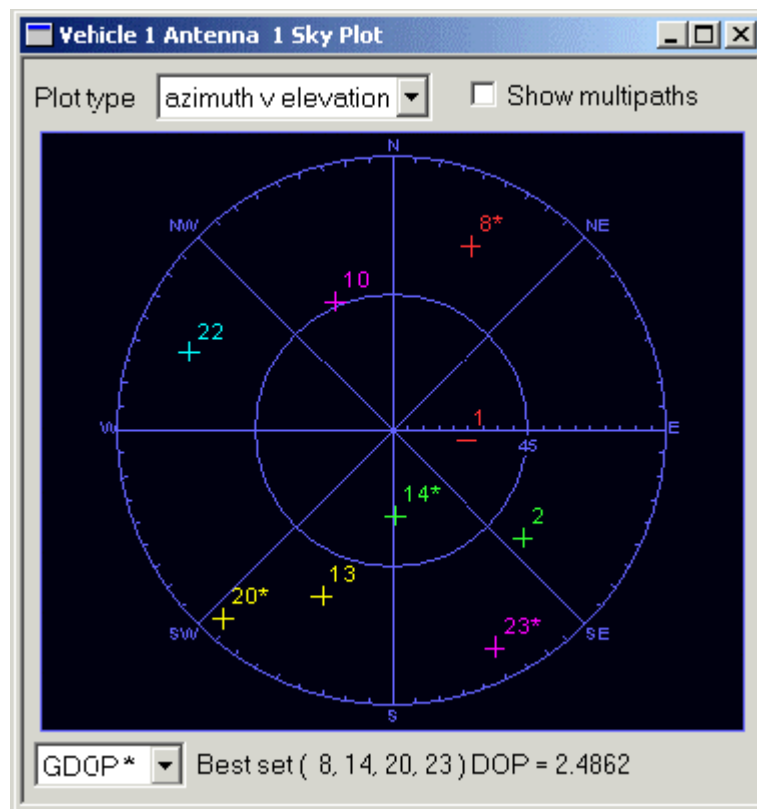 Vehicle 1 Antenna 1 Sky Plot
Plot type azimuth v elevation Show multipaths
N
8*
NW NE
10
22
1
W E
45
14*
2
13
20*
23*
SW SE
S
GDOP* Best set ( 8, 14, 20, 23 ) DOP = 2.4862